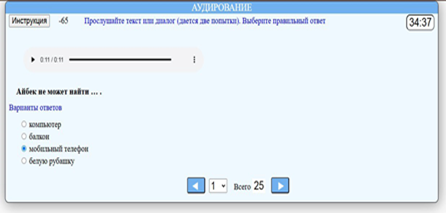 АУДИРОВАНИЕ
Инструкция -65 Прослушайте текст или диалог (дается две попытки). Выберите правильный ответ 34:37
0:11 / 0:11
Айбек не может найти ... .
Варианты ответов
компьютер
балкон
мобильный телефон
белую рубашку
1 Всего 25